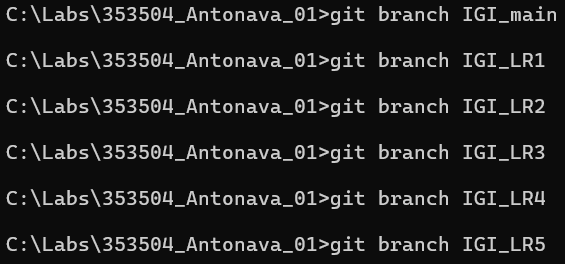 C:\Labs\353504_Antonava_01>git branch IGI_main
C:\Labs\353504_Antonava_01>git branch IGI_LR1
C:\Labs\353504_Antonava_01>git branch IGI_LR2
C:\Labs\353504_Antonava_01>git branch IGI_LR3
C:\Labs\353504_Antonava_01>git branch IGI_LR4
C:\Labs\353504_Antonava_01>git branch IGI_LR5